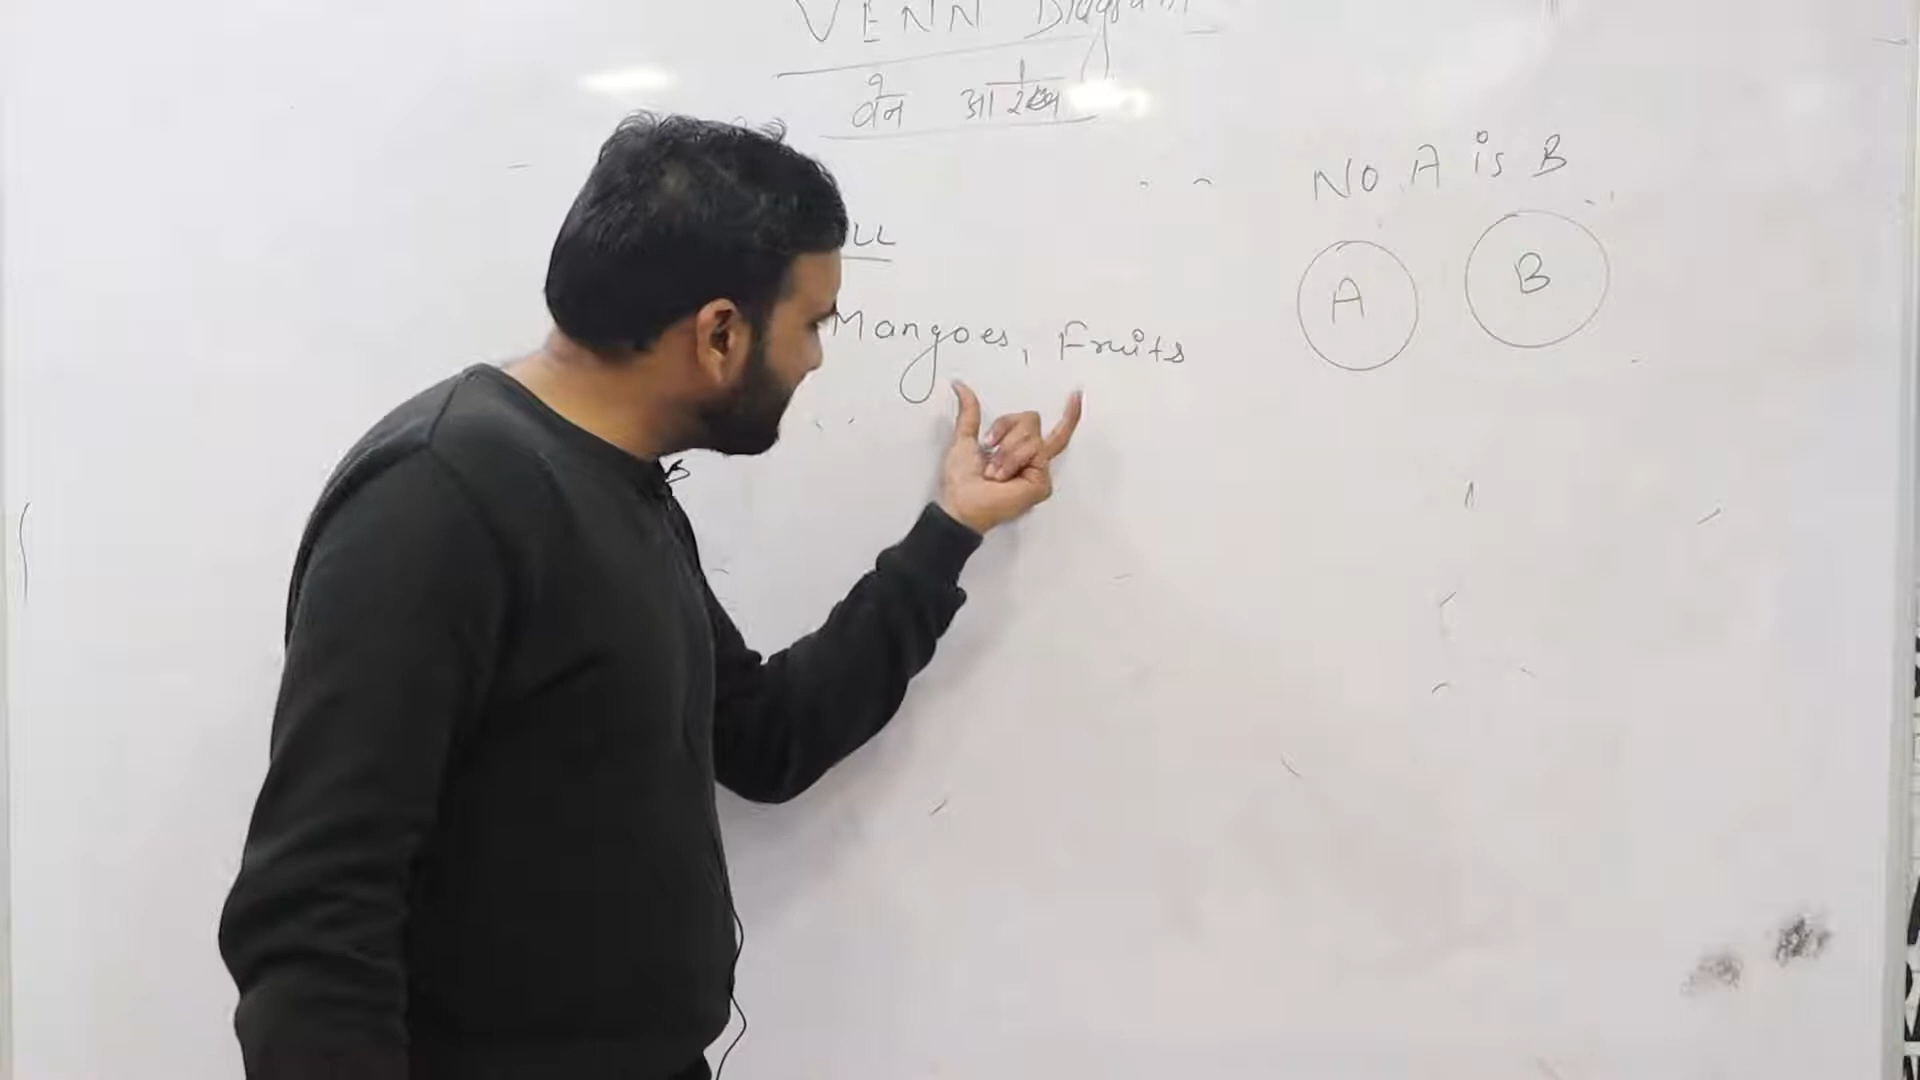 VENN Diagram
वेन आरेख
LL
Mangoes, Fruits
NO A is B
A B